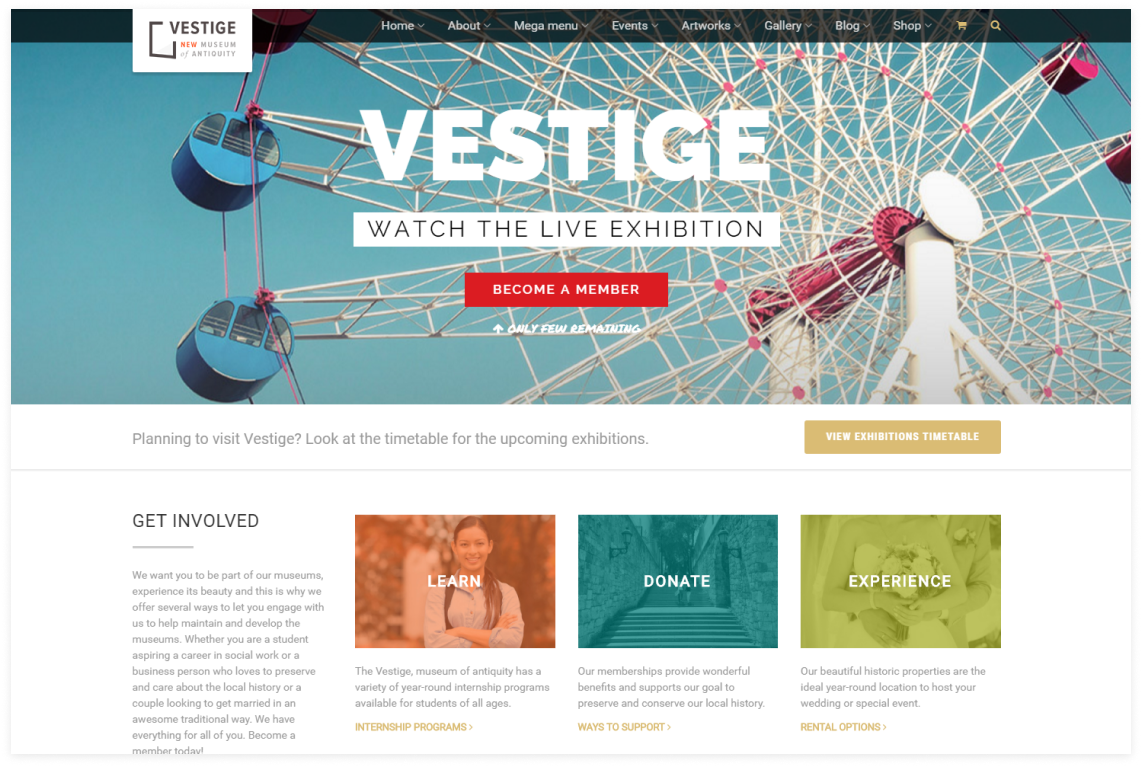 VESTIGE
NEW MUSEUM
of ANTIQUITY
Home About Mega menu Events Artworks Gallery Blog Shop
VESTIGE
WATCH THE LIVE EXHIBITION
BECOME A MEMBER
ONLY FEW REMAINING
Planning to visit Vestige? Look at the timetable for the upcoming exhibitions.
VIEW EXHIBITIONS TIMETABLE
GET INVOLVED
We want you to be part of our museums,
experience its beauty and this is why we
offer several ways to let you engage with
us to help maintain and develop the
museums. Whether you are a student
aspiring a career in social work or a
business person who loves to preserve
and care about the local history or a
couple looking to get married in an
awesome traditional way. We have
everything for all of you. Become a
member today!
LEARN
The Vestige, museum of antiquity has a
variety of year-round internship programs
available for students of all ages.
INTERNSHIP PROGRAMS >
DONATE
Our memberships provide wonderful
benefits and supports our goal to
preserve and conserve our local history.
WAYS TO SUPPORT >
EXPERIENCE
Our beautiful historic properties are the
ideal year-round location to host your
wedding or special event.
RENTAL OPTIONS >